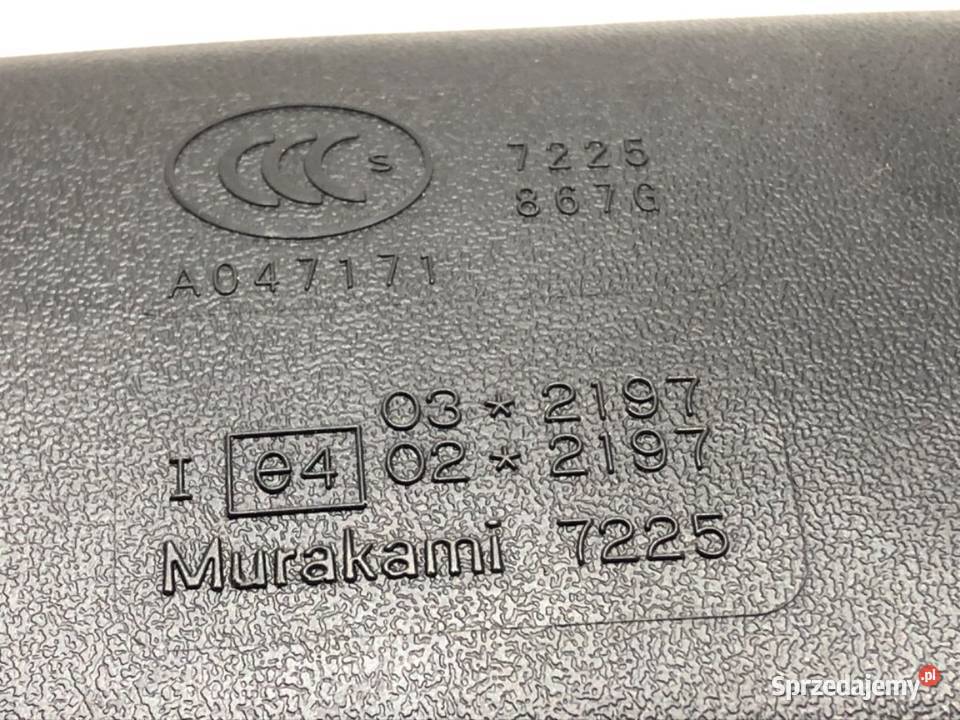 CCC S
7225
867G
A047171
03 * 2197
I e4 02 * 2197
Murakami 7225
Sprzedajemy.pl